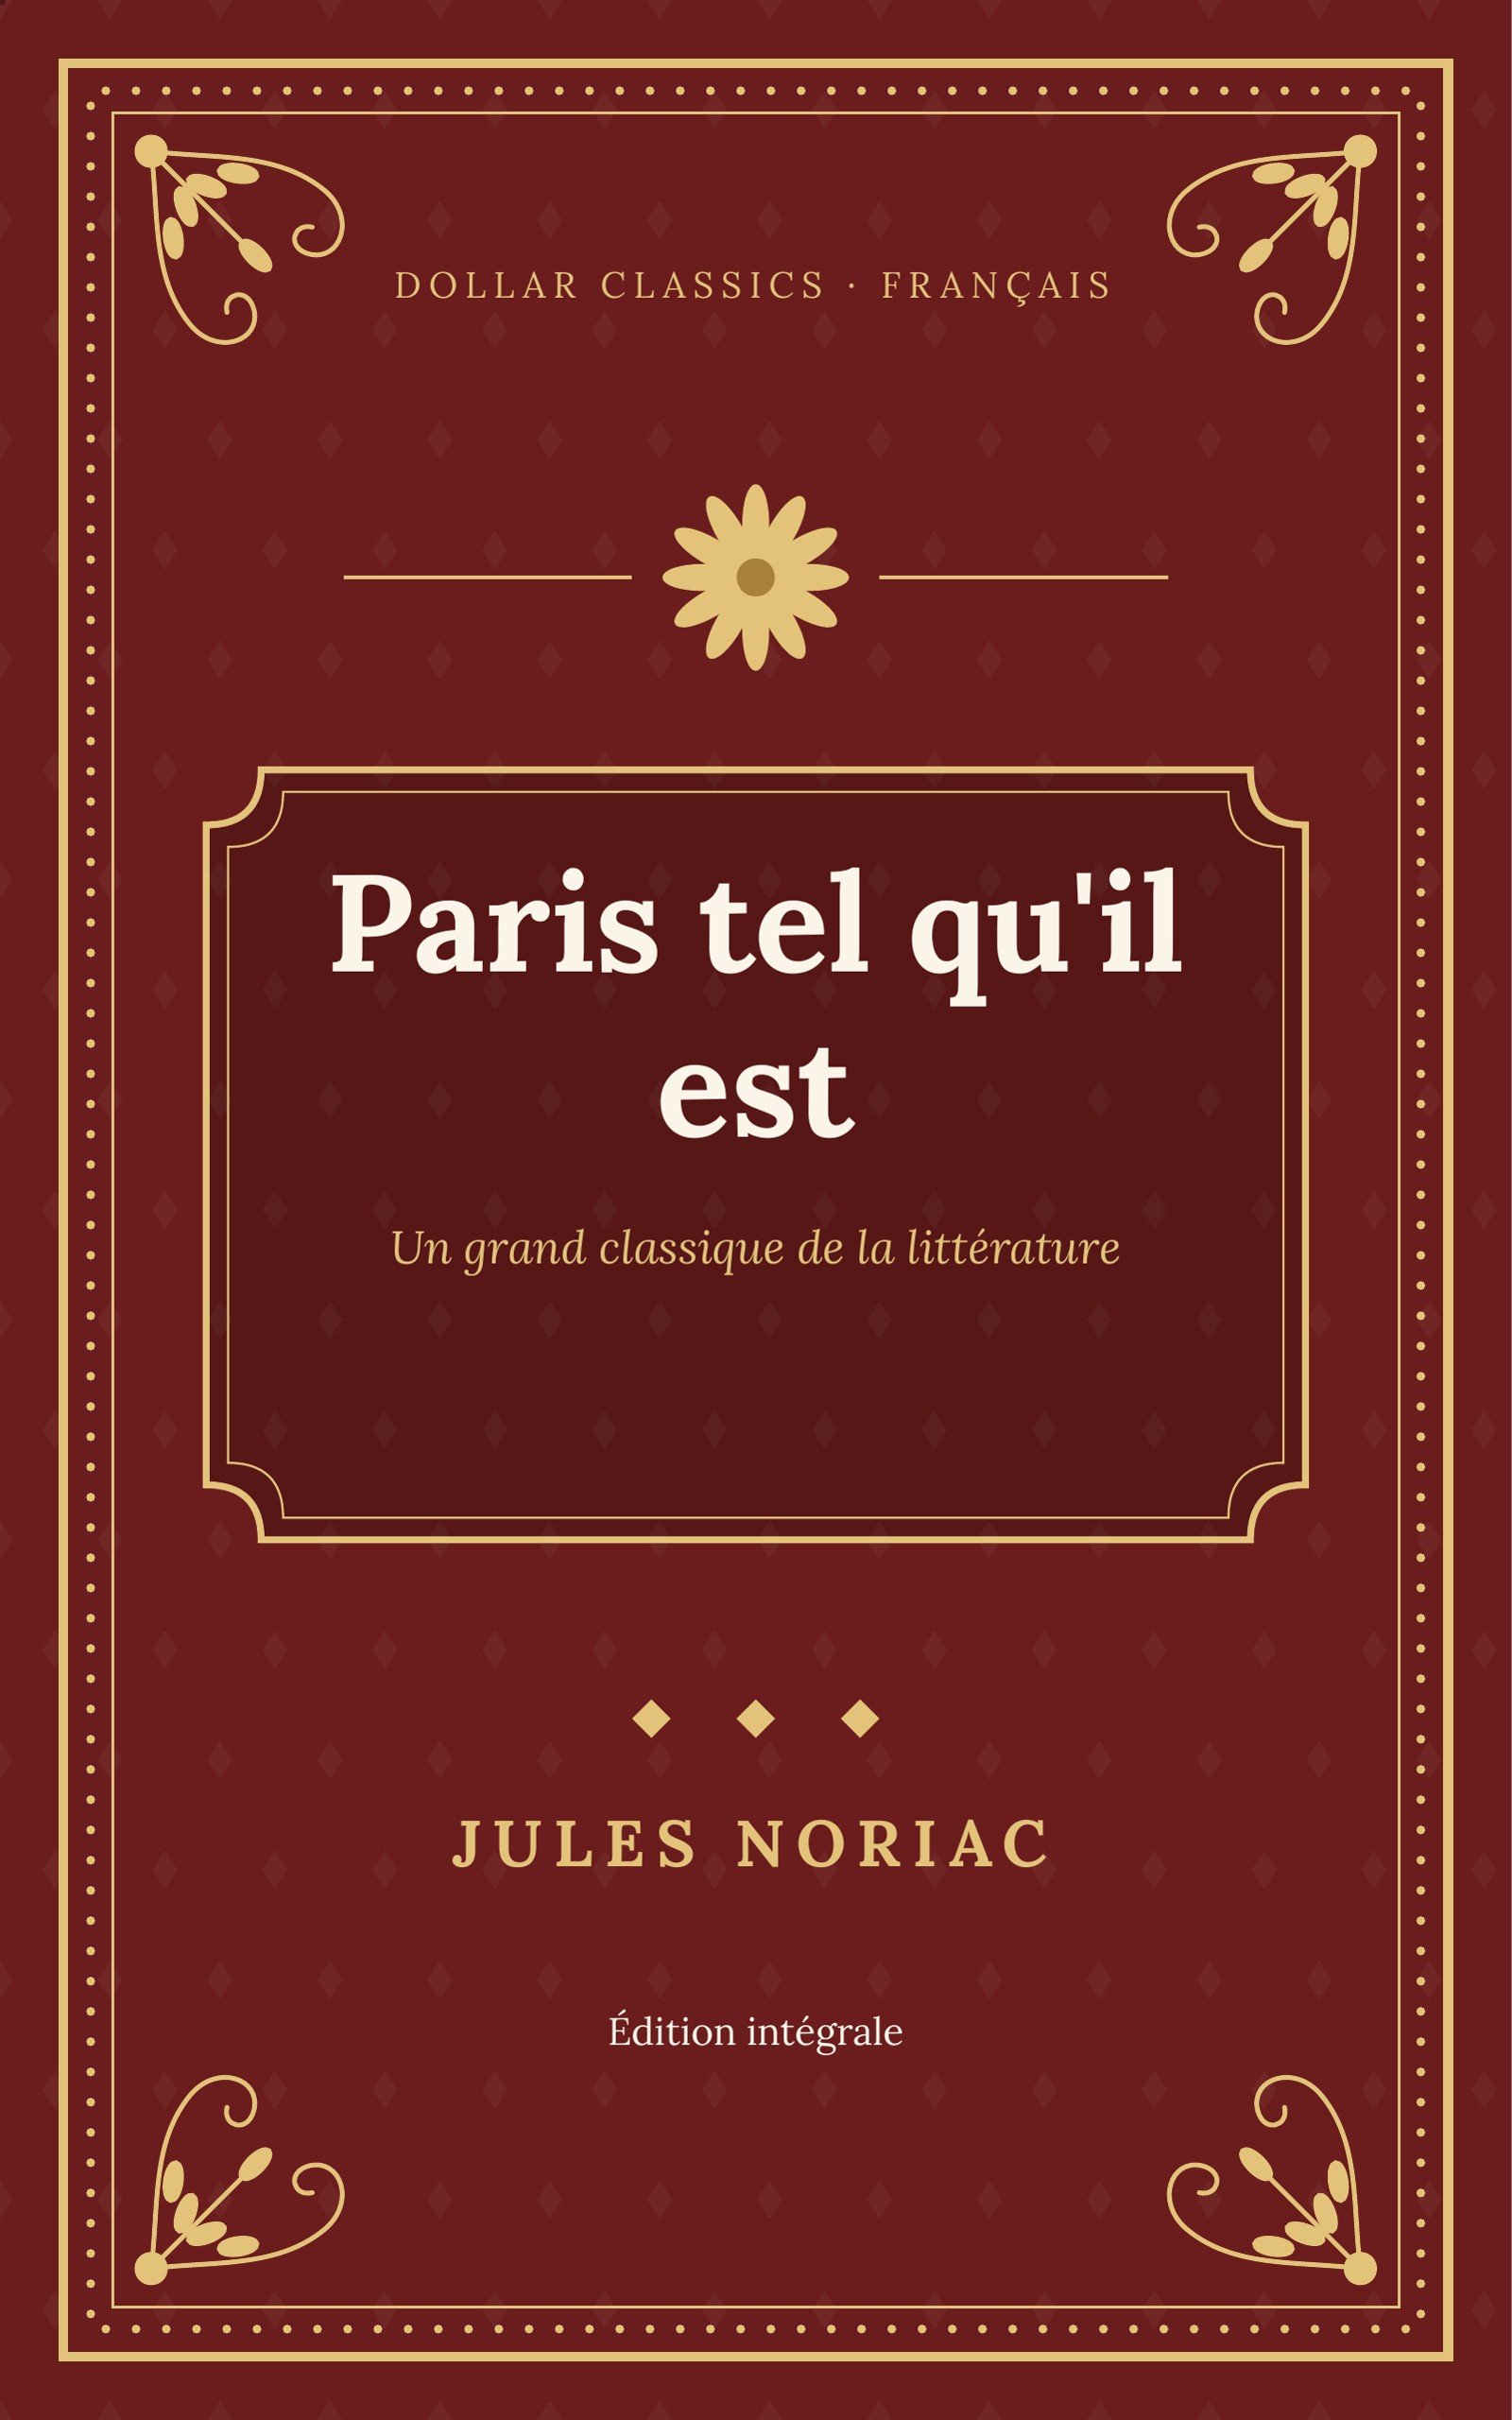 DOLLAR CLASSICS · FRANÇAIS
Paris tel qu'il
est
Un grand classique de la littérature
JULES NORIAC
Édition intégrale